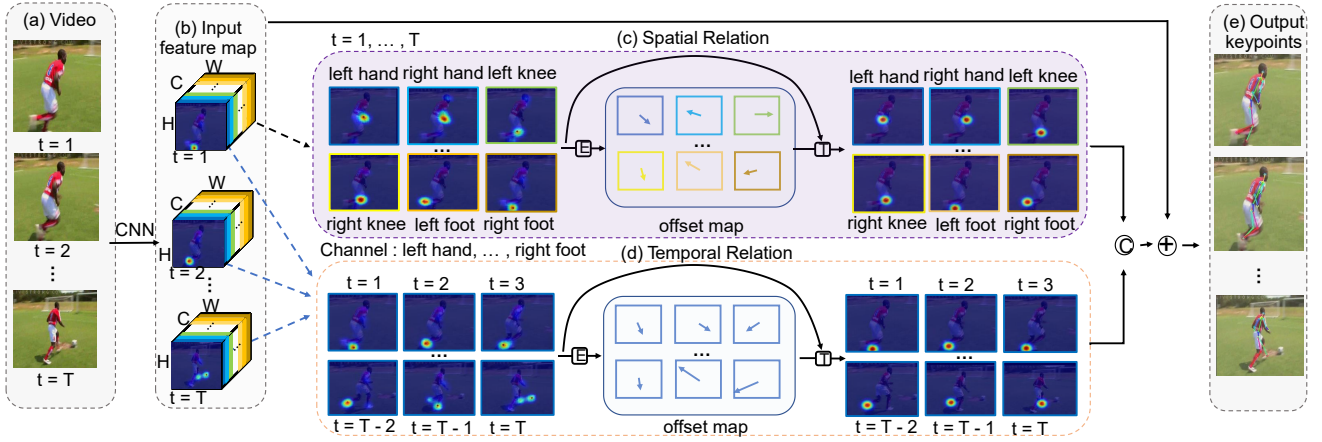 (a) Video
t = 1
t = 2
⋮
t = T
CNN
(b) Input
feature map
W
C
H
t = 1
W
C
H
t = 2
⋮
W
C
H
t = T
t = 1, … , T
(c) Spatial Relation
left hand right hand left knee
...
right knee left foot right foot
E
...
offset map
T
left hand right hand left knee
...
right knee left foot right foot
Channel : left hand, … , right foot
(d) Temporal Relation
t = 1 t = 2 t = 3
...
t = T - 2 t = T - 1 t = T
E
...
offset map
T
t = 1 t = 2 t = 3
...
t = T - 2 t = T - 1 t = T
C
+
(e) Output
keypoints
⋮